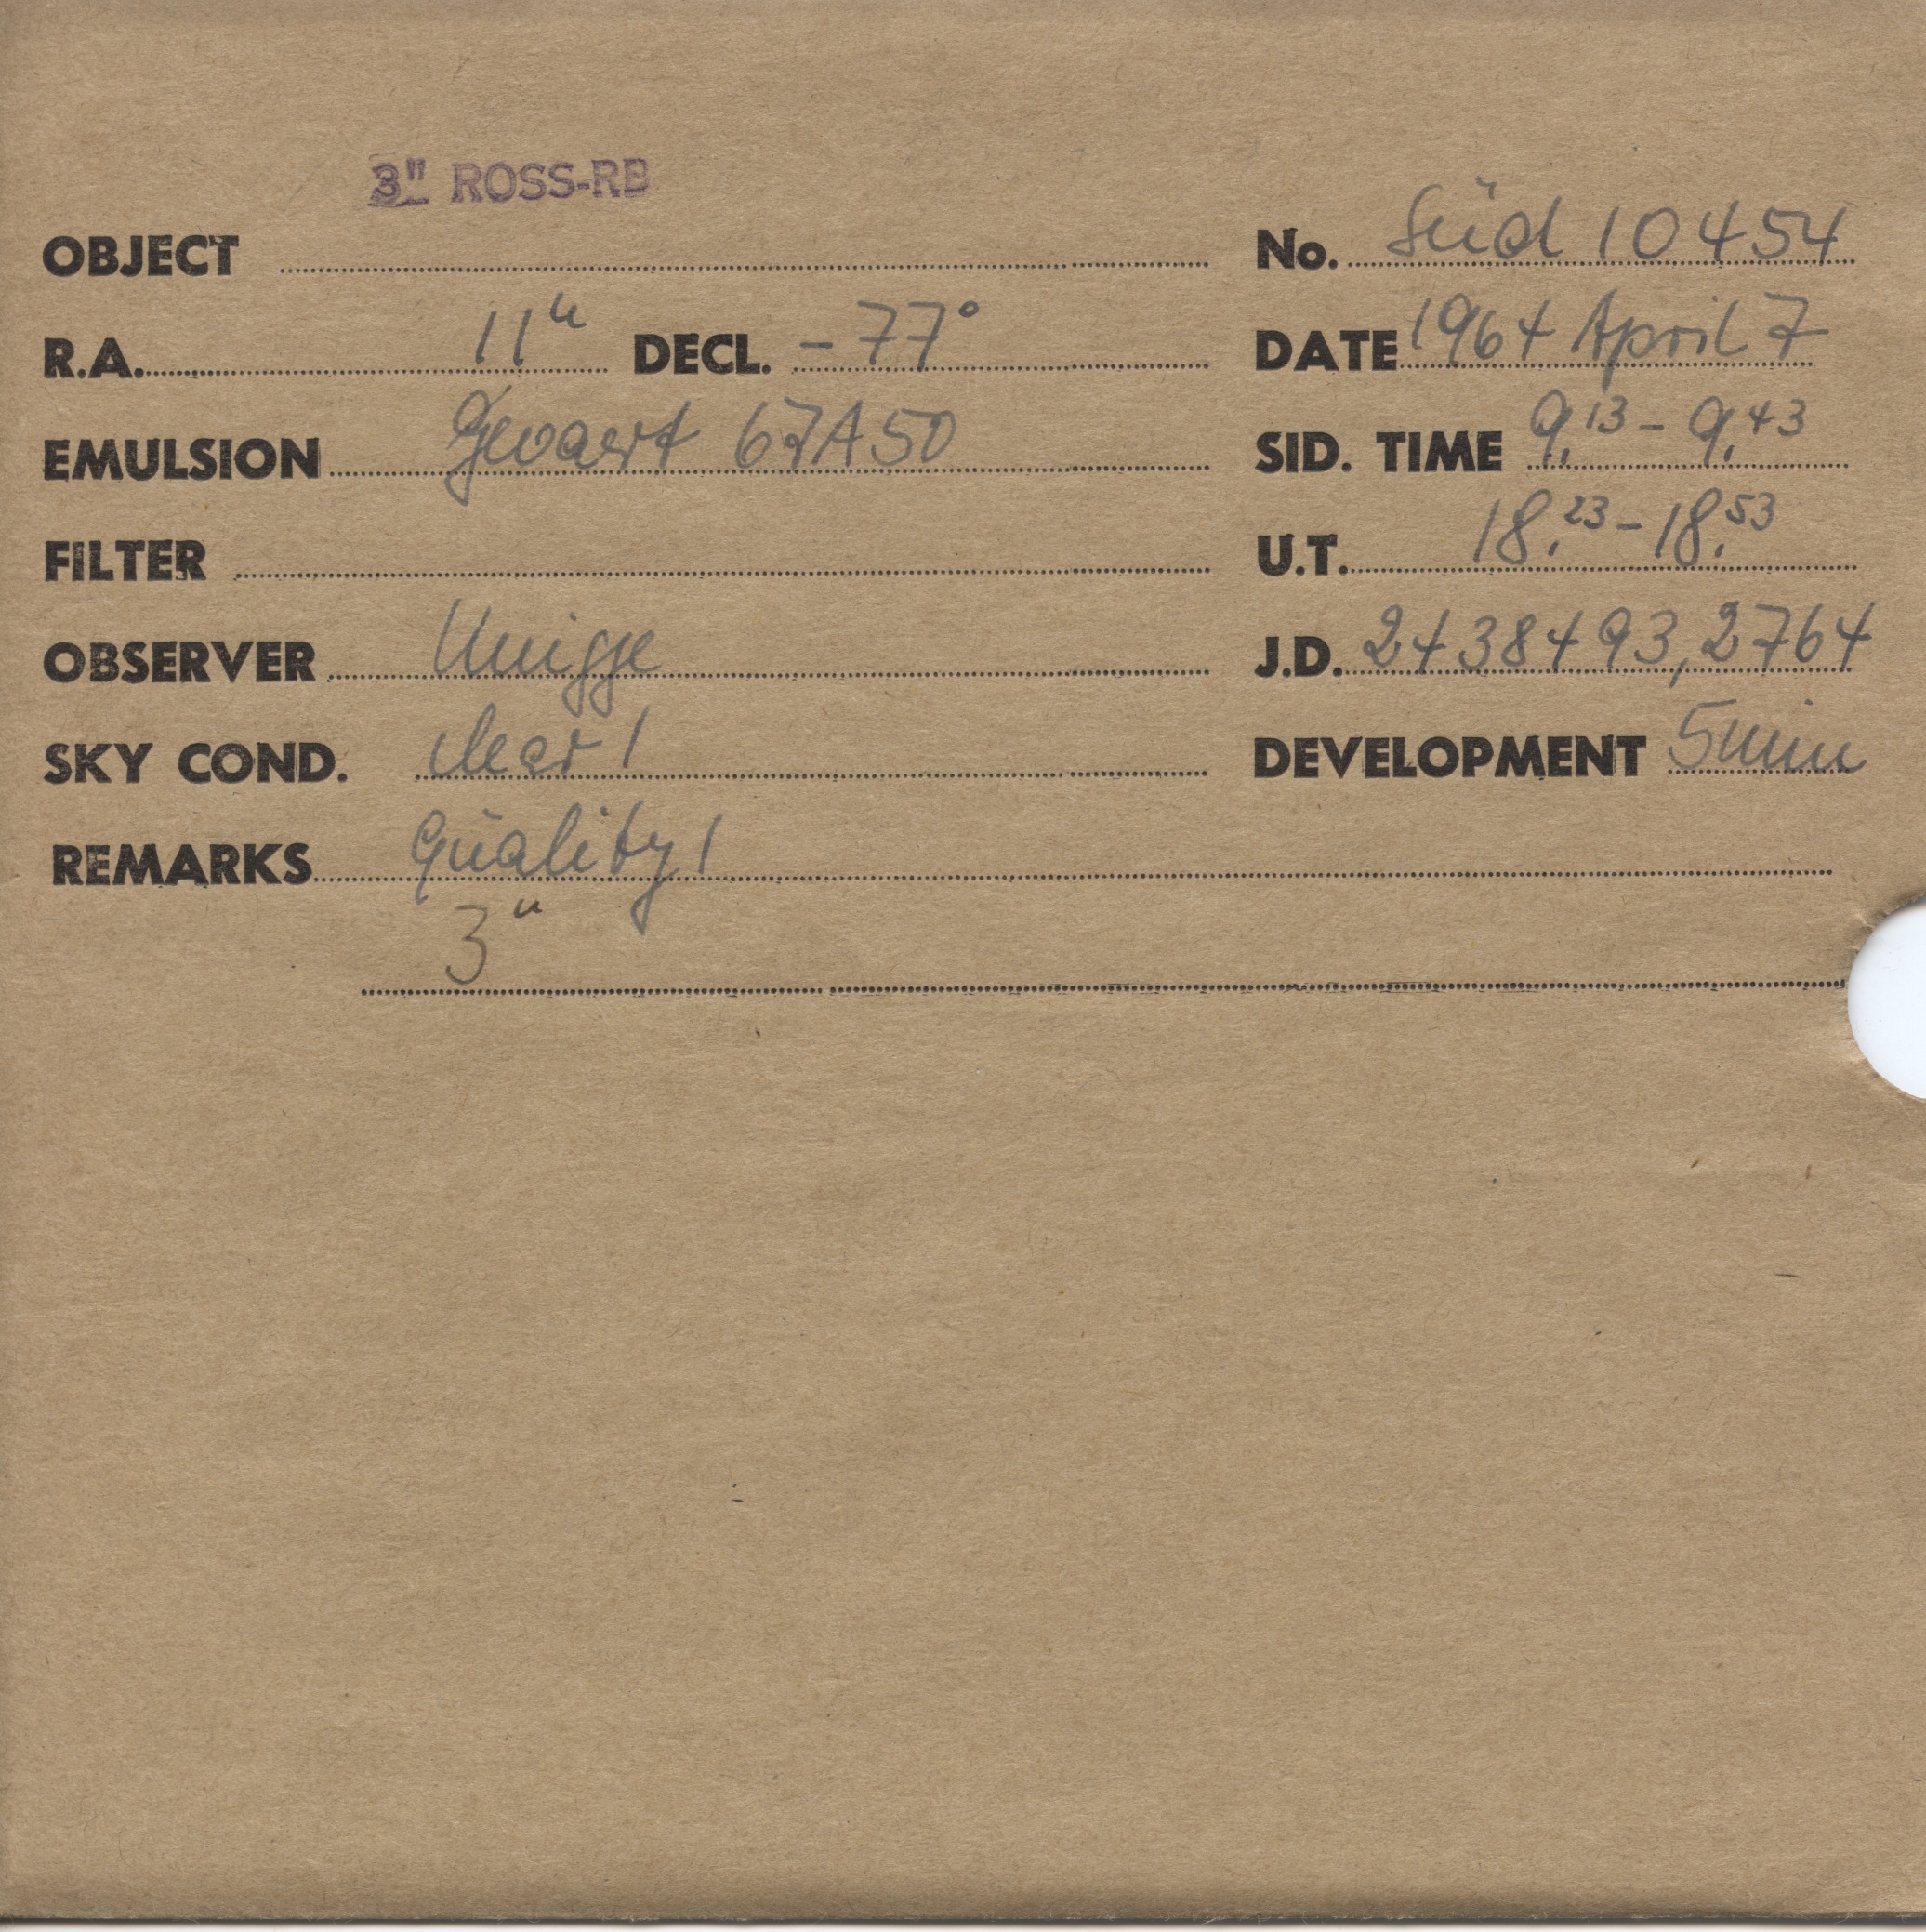 3" ROSS-RB
OBJECT No. Süd 10454
R.A. 11h DECL. -77° DATE 1964 April 7
EMULSION Gevaert 67A50 SID. TIME 9.13 - 9.43
FILTER U.T. 18.23 - 18.53
OBSERVER J.D. 2438493,2764
SKY COND. clear 1 DEVELOPMENT 5min
REMARKS Quality 1
3"